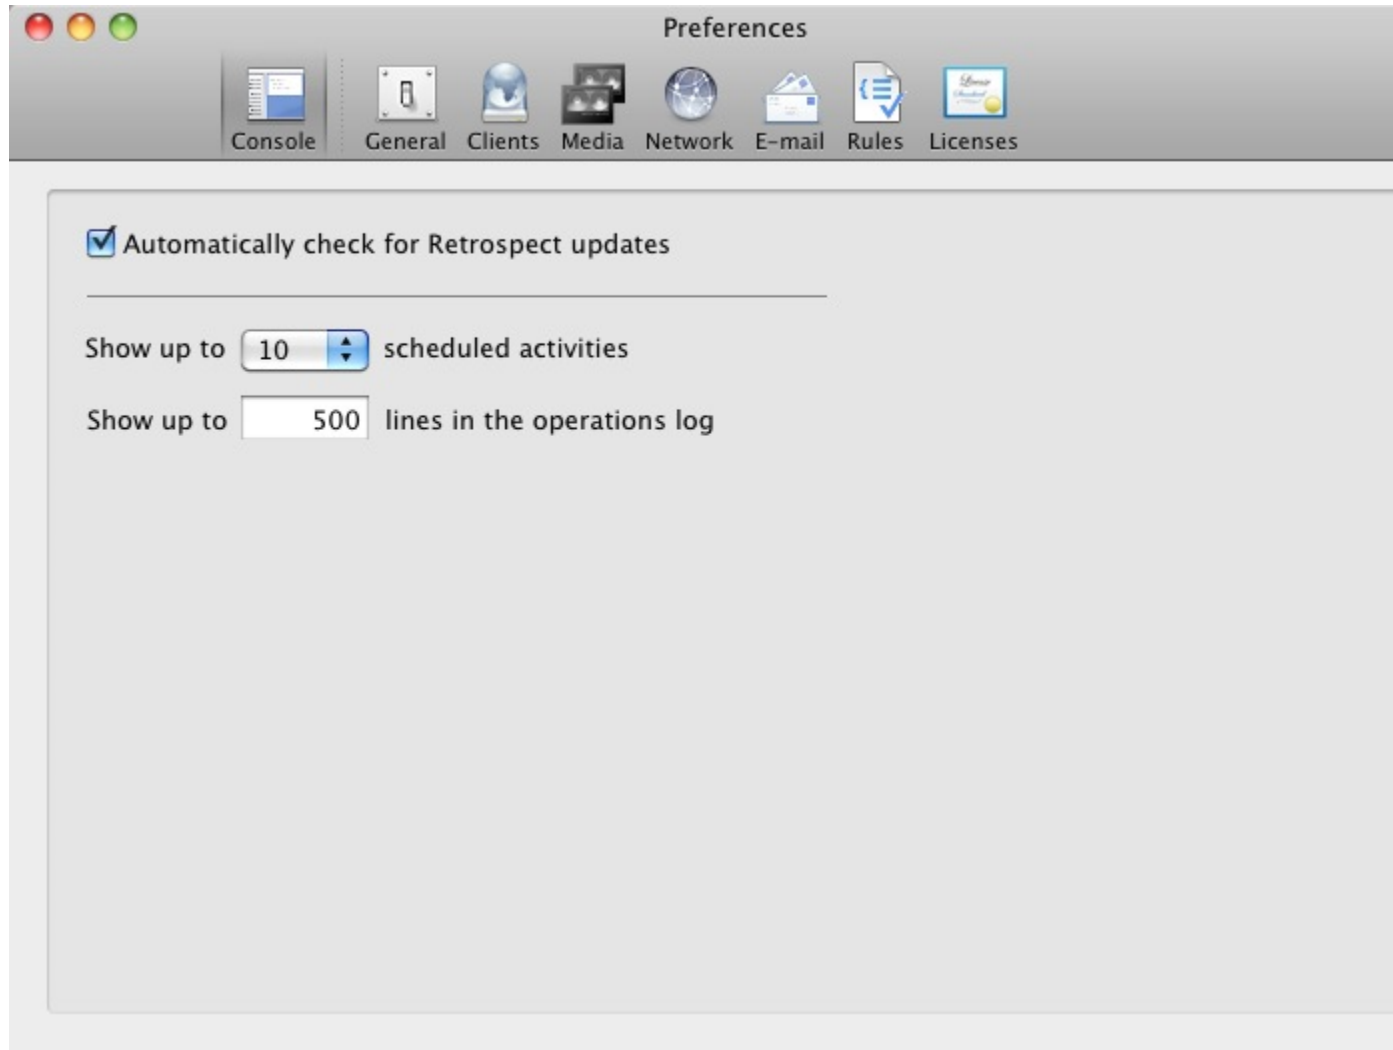 Preferences
Console General Clients Media Network E-mail Rules Licenses
Automatically check for Retrospect updates
Show up to 10 scheduled activities
Show up to 500 lines in the operations log